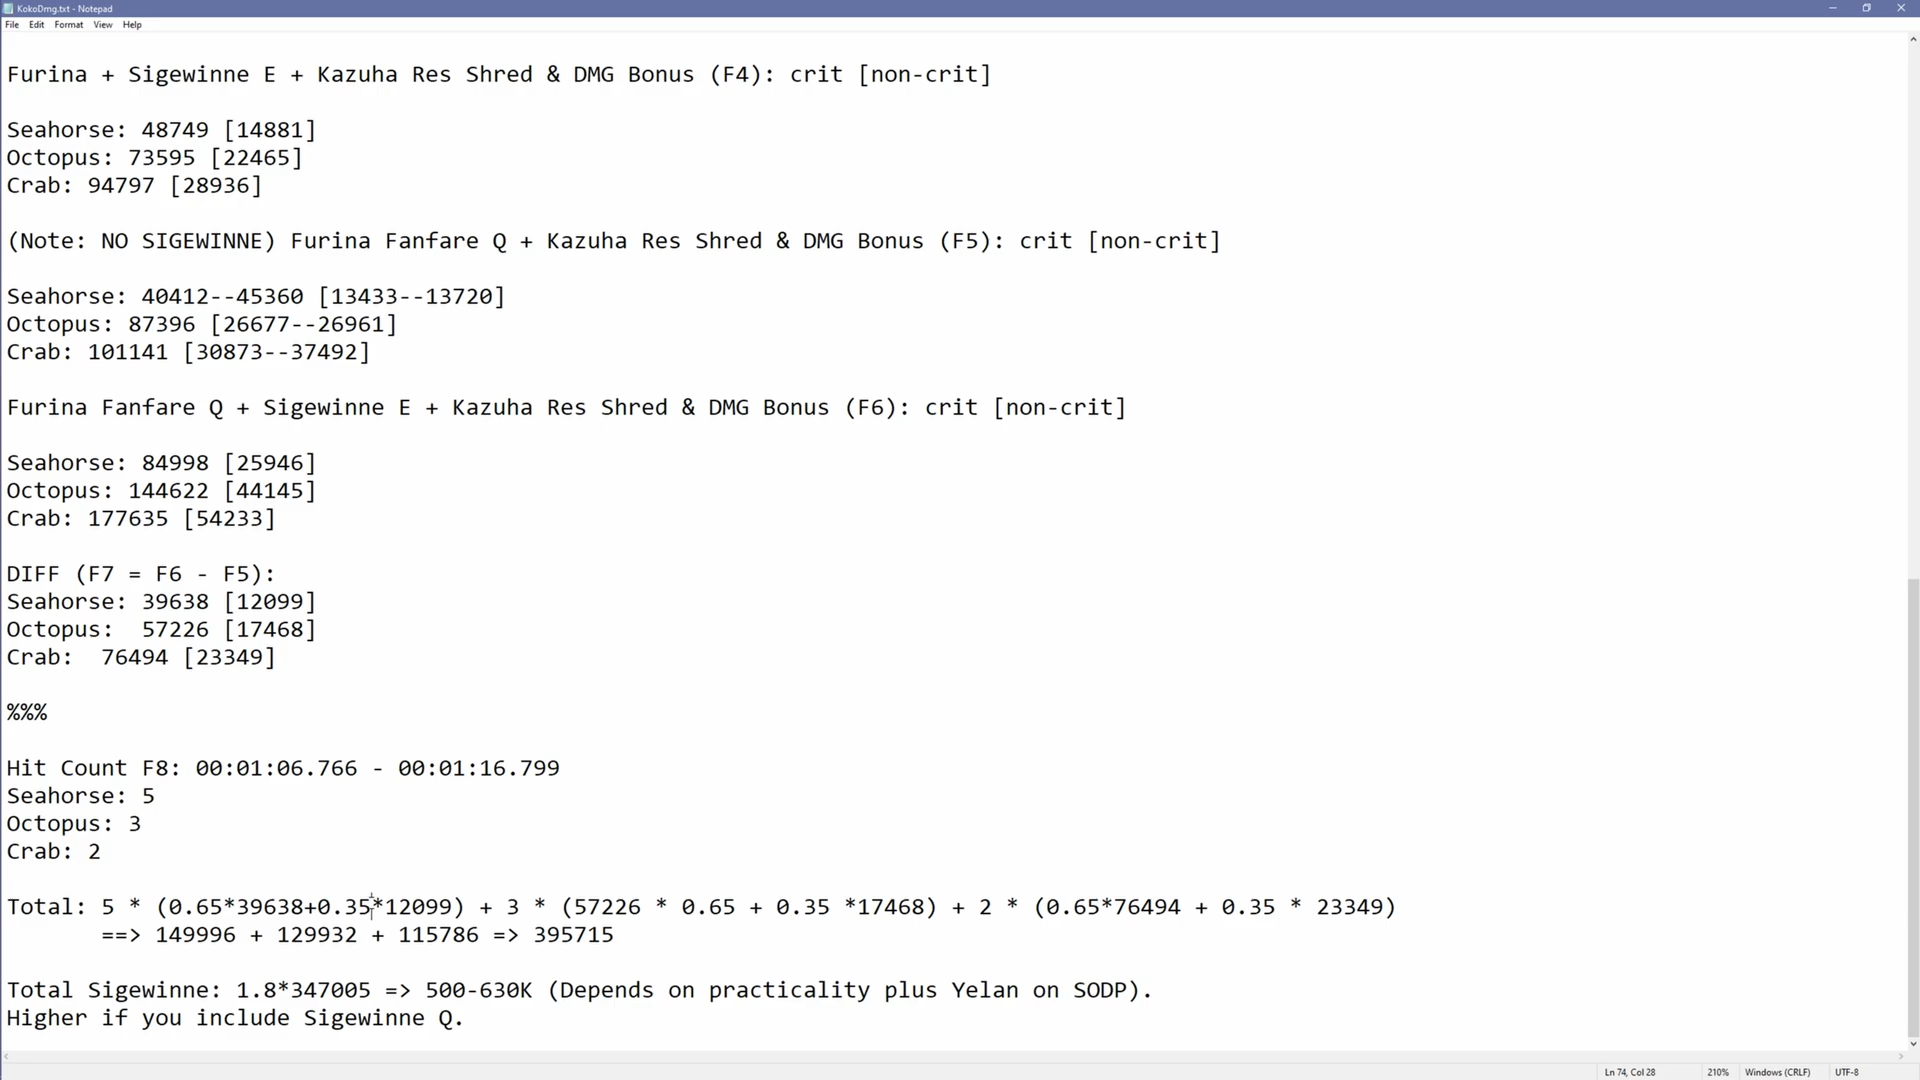 KokoDmg.txt - Notepad
File Edit Format View Help
Furina + Sigewinne E + Kazuha Res Shred & DMG Bonus (F4): crit [non-crit]
Seahorse: 48749 [14881]
Octopus: 73595 [22465]
Crab: 94797 [28936]
(Note: NO SIGEWINNE) Furina Fanfare Q + Kazuha Res Shred & DMG Bonus (F5): crit [non-crit]
Seahorse: 40412--45360 [13433--13720]
Octopus: 87396 [26677--26961]
Crab: 101141 [30873--37492]
Furina Fanfare Q + Sigewinne E + Kazuha Res Shred & DMG Bonus (F6): crit [non-crit]
Seahorse: 84998 [25946]
Octopus: 144622 [44145]
Crab: 177635 [54233]
DIFF (F7 = F6 - F5):
Seahorse: 39638 [12099]
Octopus:  57226 [17468]
Crab:  76494 [23349]
%%%
Hit Count F8: 00:01:06.766 - 00:01:16.799
Seahorse: 5
Octopus: 3
Crab: 2
Total: 5 * (0.65*39638+0.35*12099) + 3 * (57226 * 0.65 + 0.35 *17468) + 2 * (0.65*76494 + 0.35 * 23349)
==> 149996 + 129932 + 115786 => 395715
Total Sigewinne: 1.8*347005 => 500-630K (Depends on practicality plus Yelan on SODP).
Higher if you include Sigewinne Q.
Ln 74, Col 28 210% Windows (CRLF) UTF-8